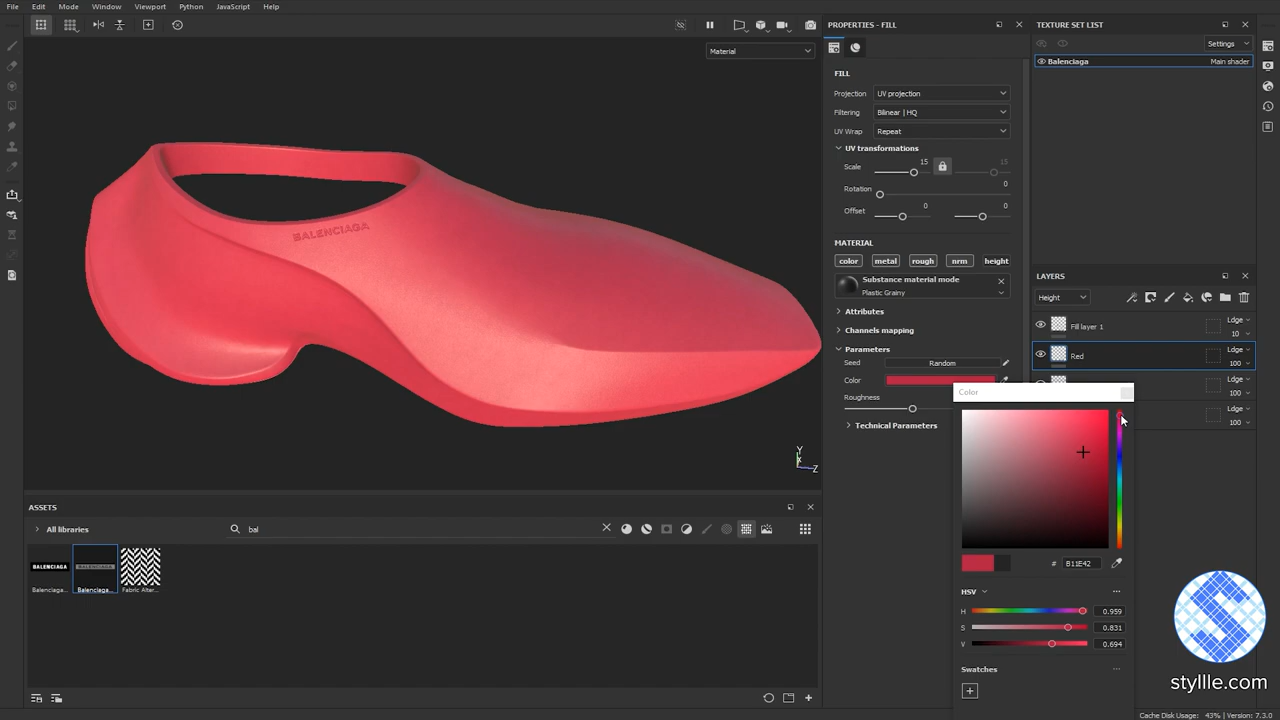 File Edit Mode Window Viewport Python JavaScript Help
Material
BALENCIAGA
Y
Z
ASSETS
All libraries
bal
BALENCIAGA
Balenciaga...
Balenciaga...
Fabric Alter...
PROPERTIES - FILL
FILL
Projection UV projection
Filtering Bilinear | HQ
UV Wrap Repeat
UV transformations
Scale 15 15
Rotation 0
Offset 0 0
MATERIAL
color metal rough nrm height
Substance material mode
Plastic Grainy
Attributes
Channels mapping
Parameters
Seed Random
Color
Roughness
Technical Parameters
Color
# B11E42
HSV
H 0.959
S 0.831
V 0.694
Swatches
TEXTURE SET LIST
Settings
Balenciaga Main shader
LAYERS
Height
Fill layer 1 Ldge 10
Red Ldge 100
Ldge 100
Ldge 100
S
styllle.com
Cache Disk Usage: 43% | Version: 7.3.0